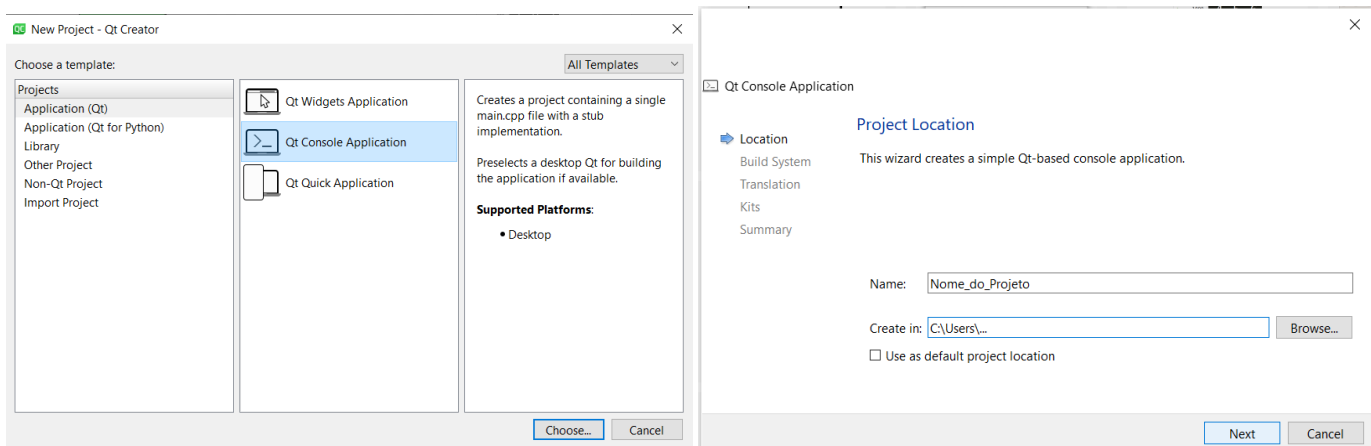 New Project - Qt Creator
Choose a template:
All Templates
Projects
Application (Qt)
Application (Qt for Python)
Library
Other Project
Non-Qt Project
Import Project
Qt Widgets Application
Qt Console Application
Qt Quick Application
Creates a project containing a single
main.cpp file with a stub
implementation.
Preselects a desktop Qt for building
the application if available.
Supported Platforms:
• Desktop
Choose...
Cancel
Qt Console Application
Location
Build System
Translation
Kits
Summary
Project Location
This wizard creates a simple Qt-based console application.
Name:
Nome_do_Projeto
Create in:
C:\Users\...
Browse...
Use as default project location
Next
Cancel